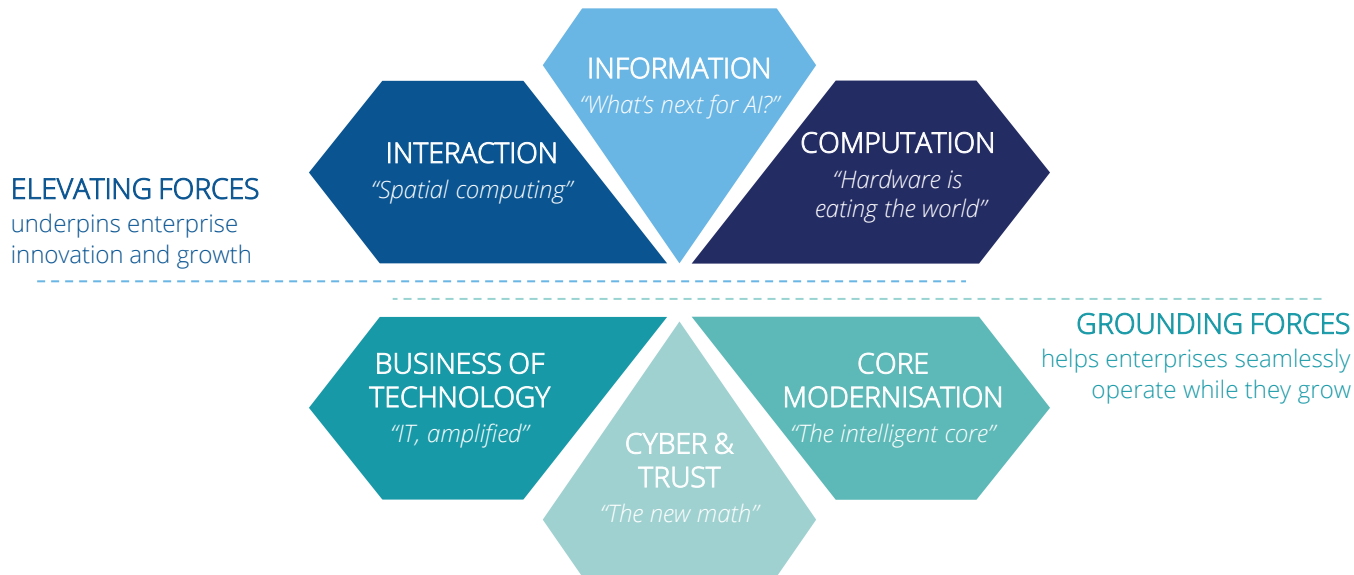 INFORMATION
“What’s next for AI?”
INTERACTION
“Spatial computing”
COMPUTATION
“Hardware is
eating the world”
ELEVATING FORCES
underpins enterprise
innovation and growth
GROUNDING FORCES
helps enterprises seamlessly
operate while they grow
BUSINESS OF
TECHNOLOGY
“IT, amplified”
CYBER &
TRUST
“The new math”
CORE
MODERNISATION
“The intelligent core”